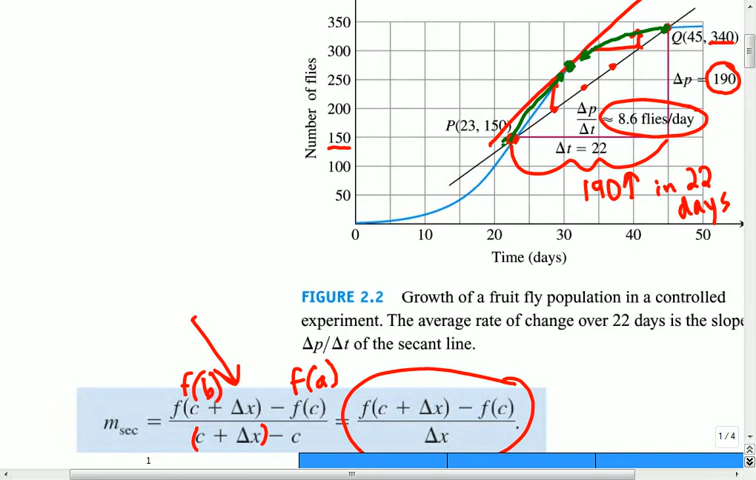 350
300
250
200
150
100
50
Number of flies
P(23, 150)
Q(45, 340)
Δp = 190
Δp/Δt ≈ 8.6 flies/day
Δt = 22
190↑ in 22
days
0 10 20 30 40 50
Time (days)
FIGURE 2.2 Growth of a fruit fly population in a controlled
experiment. The average rate of change over 22 days is the slope
Δp/Δt of the secant line.
f(b) f(a)
m_sec = (f(c + Δx) − f(c))/((c + Δx) − c) = (f(c + Δx) − f(c))/Δx.
1
1/4